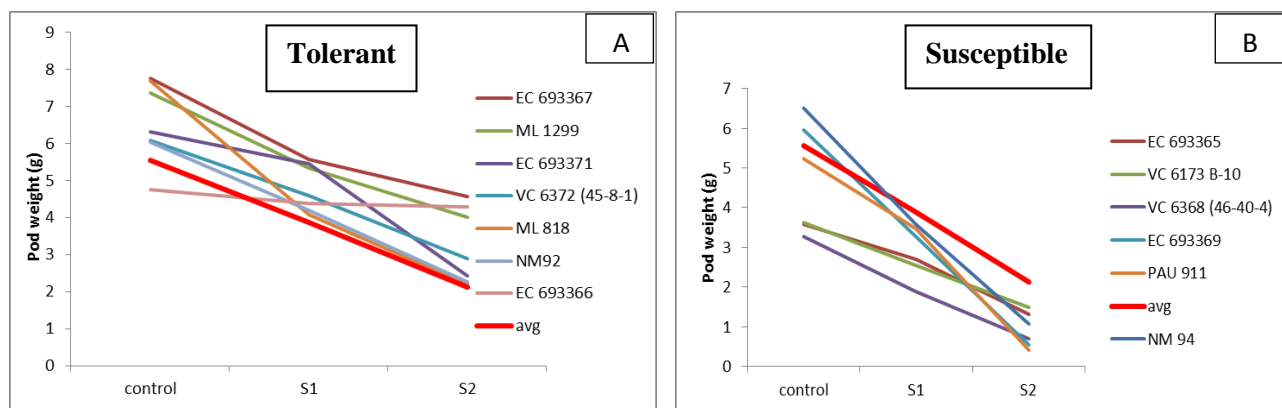 Tolerant
A
Pod weight (g)
9
8
7
6
5
4
3
2
1
0
control S1 S2
EC 693367
ML 1299
EC 693371
VC 6372 (45-8-1)
ML 818
NM92
EC 693366
avg
Susceptible
B
Pod weight (g)
7
6
5
4
3
2
1
0
control S1 S2
EC 693365
VC 6173 B-10
VC 6368 (46-40-4)
EC 693369
PAU 911
avg
NM 94